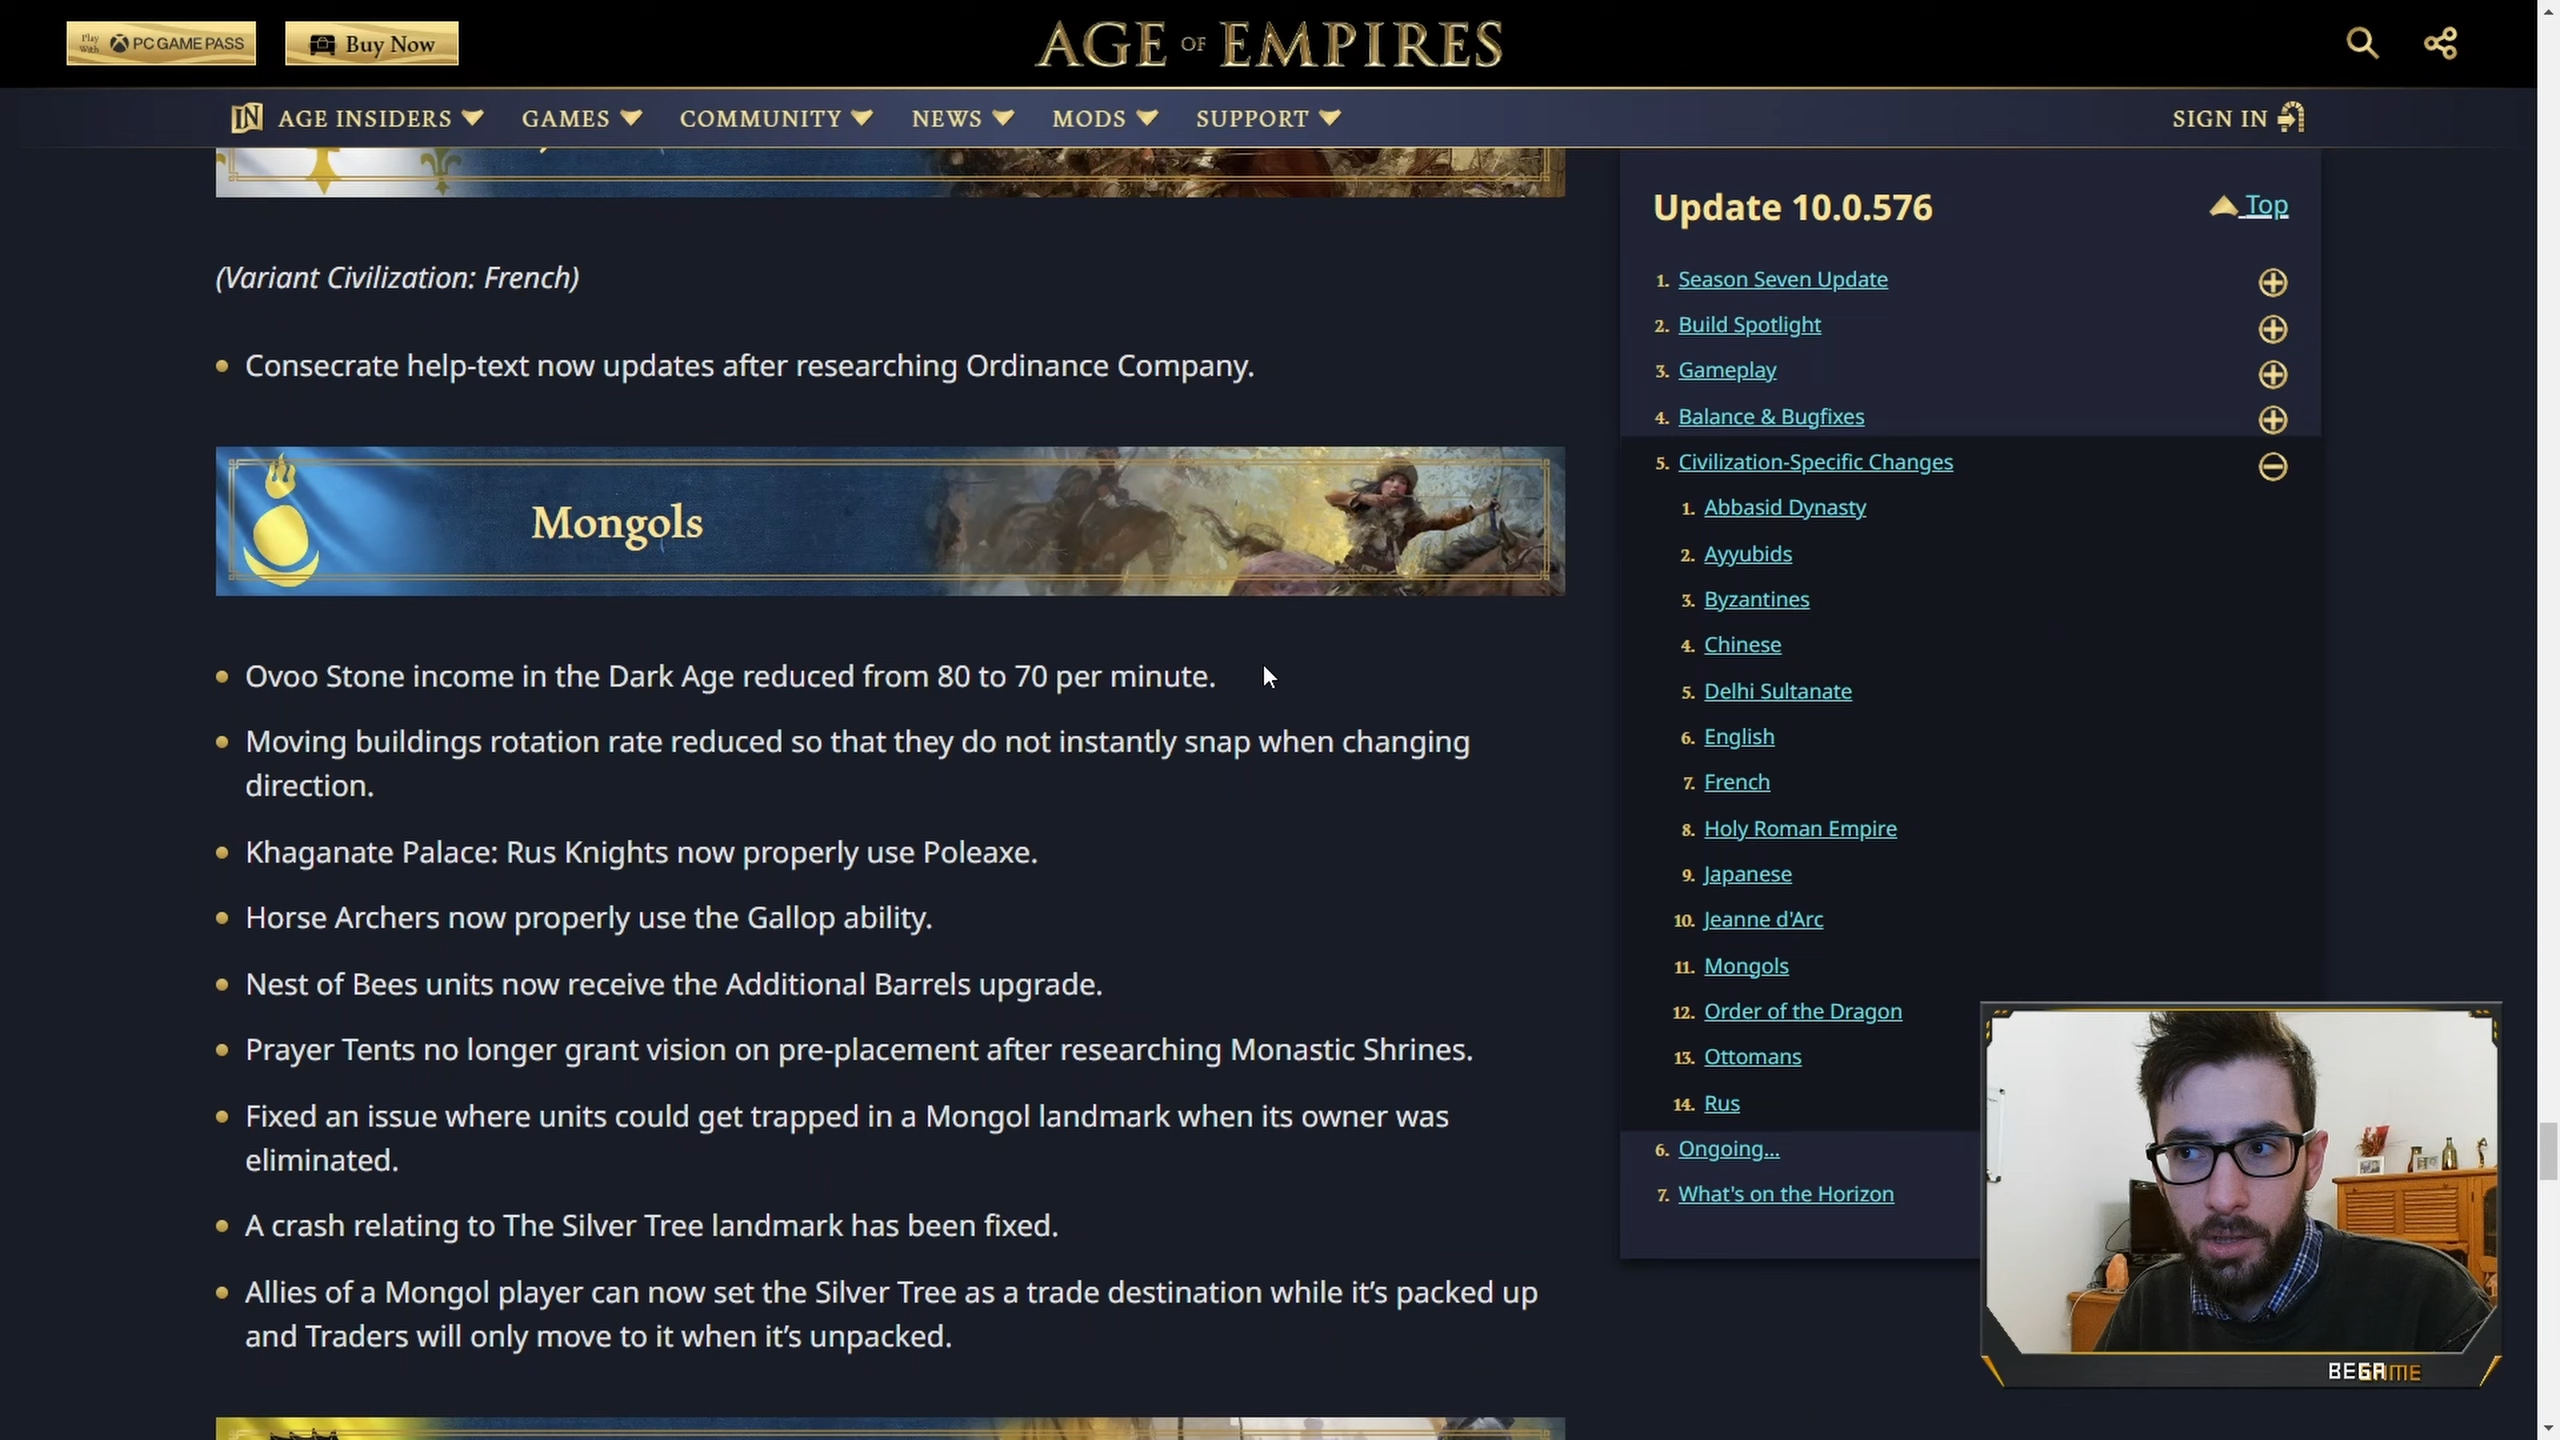 Play With PC GAME PASS
Buy Now
AGE OF EMPIRES
IN AGE INSIDERS
GAMES
COMMUNITY
NEWS
MODS
SUPPORT
SIGN IN
(Variant Civilization: French)
Consecrate help-text now updates after researching Ordinance Company.
Mongols
Ovoo Stone income in the Dark Age reduced from 80 to 70 per minute.
Moving buildings rotation rate reduced so that they do not instantly snap when changing
direction.
Khaganate Palace: Rus Knights now properly use Poleaxe.
Horse Archers now properly use the Gallop ability.
Nest of Bees units now receive the Additional Barrels upgrade.
Prayer Tents no longer grant vision on pre-placement after researching Monastic Shrines.
Fixed an issue where units could get trapped in a Mongol landmark when its owner was
eliminated.
A crash relating to The Silver Tree landmark has been fixed.
Allies of a Mongol player can now set the Silver Tree as a trade destination while it’s packed up
and Traders will only move to it when it’s unpacked.
Update 10.0.576
Top
1. Season Seven Update
2. Build Spotlight
3. Gameplay
4. Balance & Bugfixes
5. Civilization-Specific Changes
1. Abbasid Dynasty
2. Ayyubids
3. Byzantines
4. Chinese
5. Delhi Sultanate
6. English
7. French
8. Holy Roman Empire
9. Japanese
10. Jeanne d'Arc
11. Mongols
12. Order of the Dragon
13. Ottomans
14. Rus
6. Ongoing...
7. What's on the Horizon
BEGAME